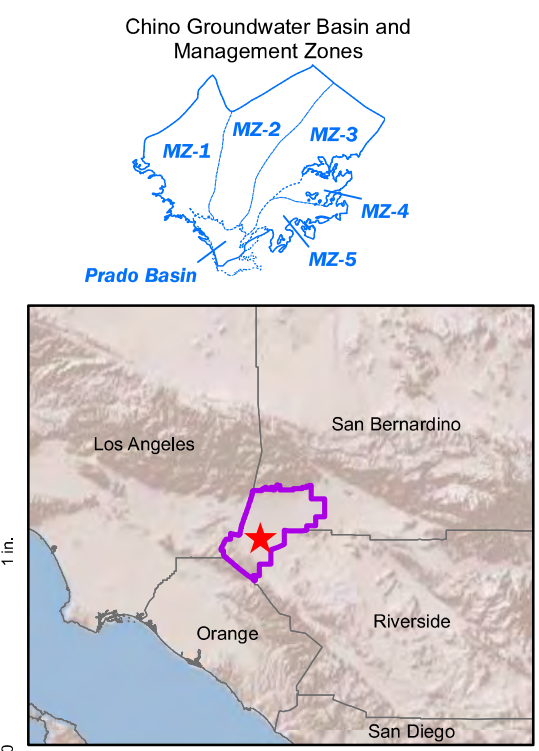 Chino Groundwater Basin and
Management Zones
MZ-1
MZ-2
MZ-3
MZ-4
MZ-5
Prado Basin
San Bernardino
Los Angeles
1 in.
Riverside
Orange
San Diego
0